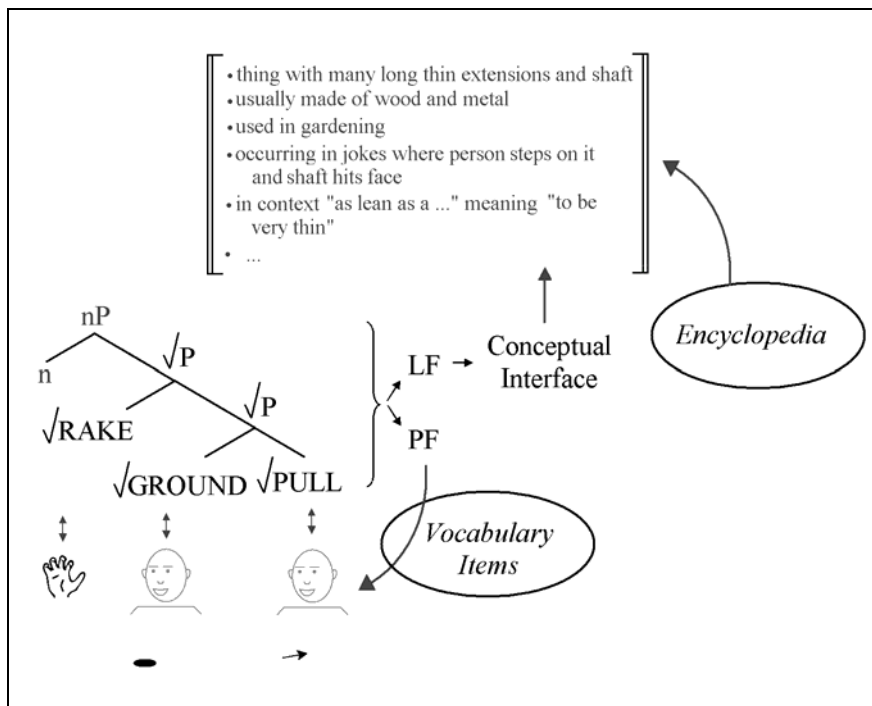 • thing with many long thin extensions and shaft
• usually made of wood and metal
• used in gardening
• occurring in jokes where person steps on it
and shaft hits face
• in context "as lean as a ..." meaning "to be
very thin"
• ...
Encyclopedia
nP
n
√P
√RAKE
√P
√GROUND
√PULL
LF
Conceptual
Interface
PF
Vocabulary
Items